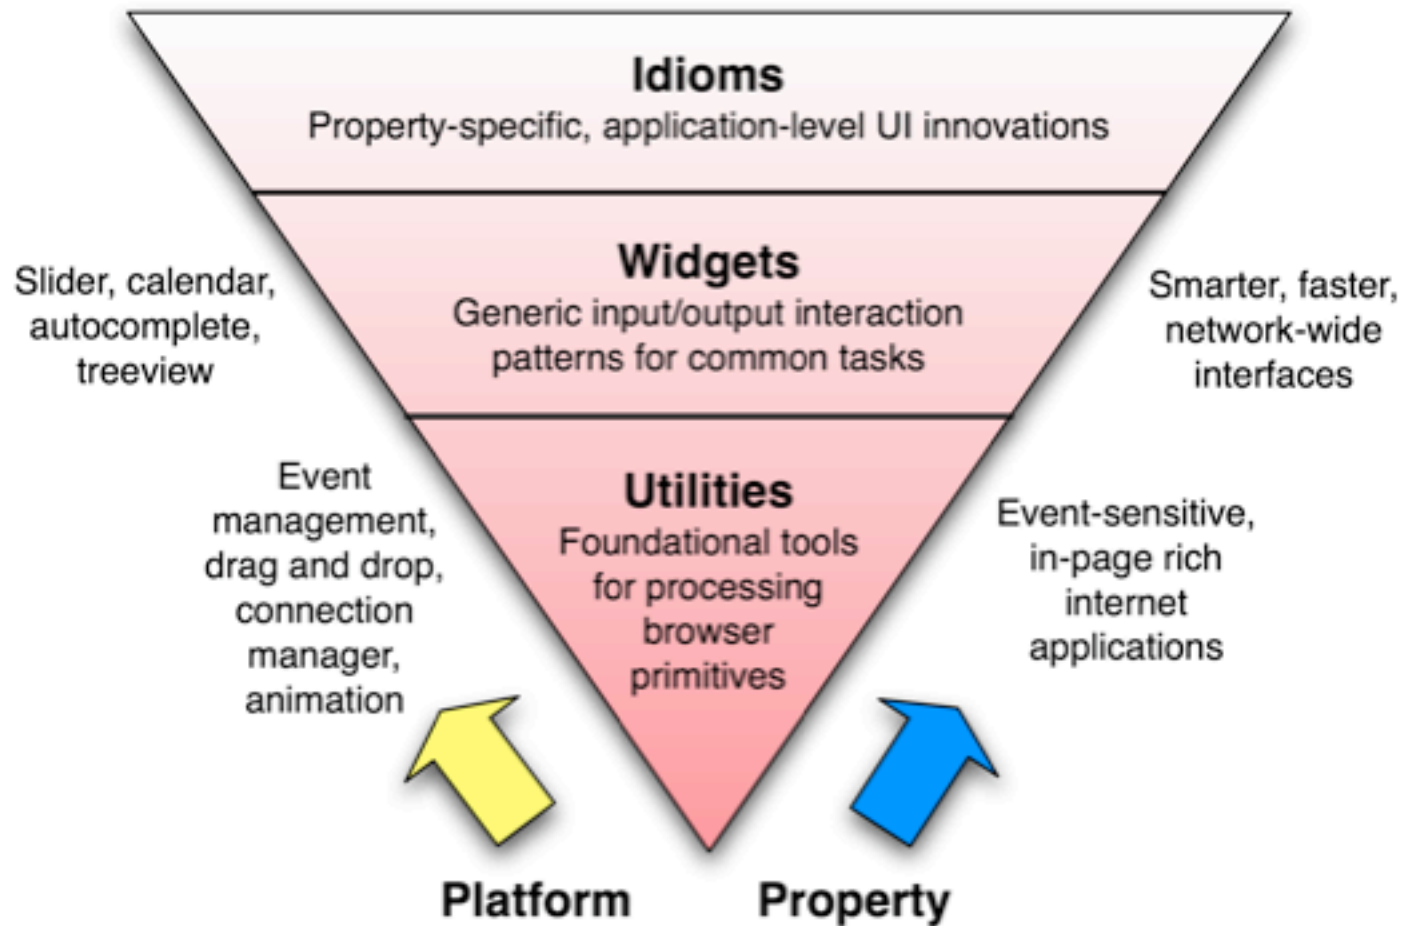 Idioms
Property-specific, application-level UI innovations
Widgets
Generic input/output interaction
patterns for common tasks
Slider, calendar,
autocomplete,
treeview
Smarter, faster,
network-wide
interfaces
Utilities
Foundational tools
for processing
browser
primitives
Event
management,
drag and drop,
connection
manager,
animation
Event-sensitive,
in-page rich
internet
applications
Platform
Property